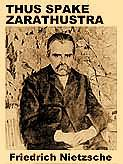 THUS SPAKE
ZARATHUSTRA
Friedrich Nietzsche